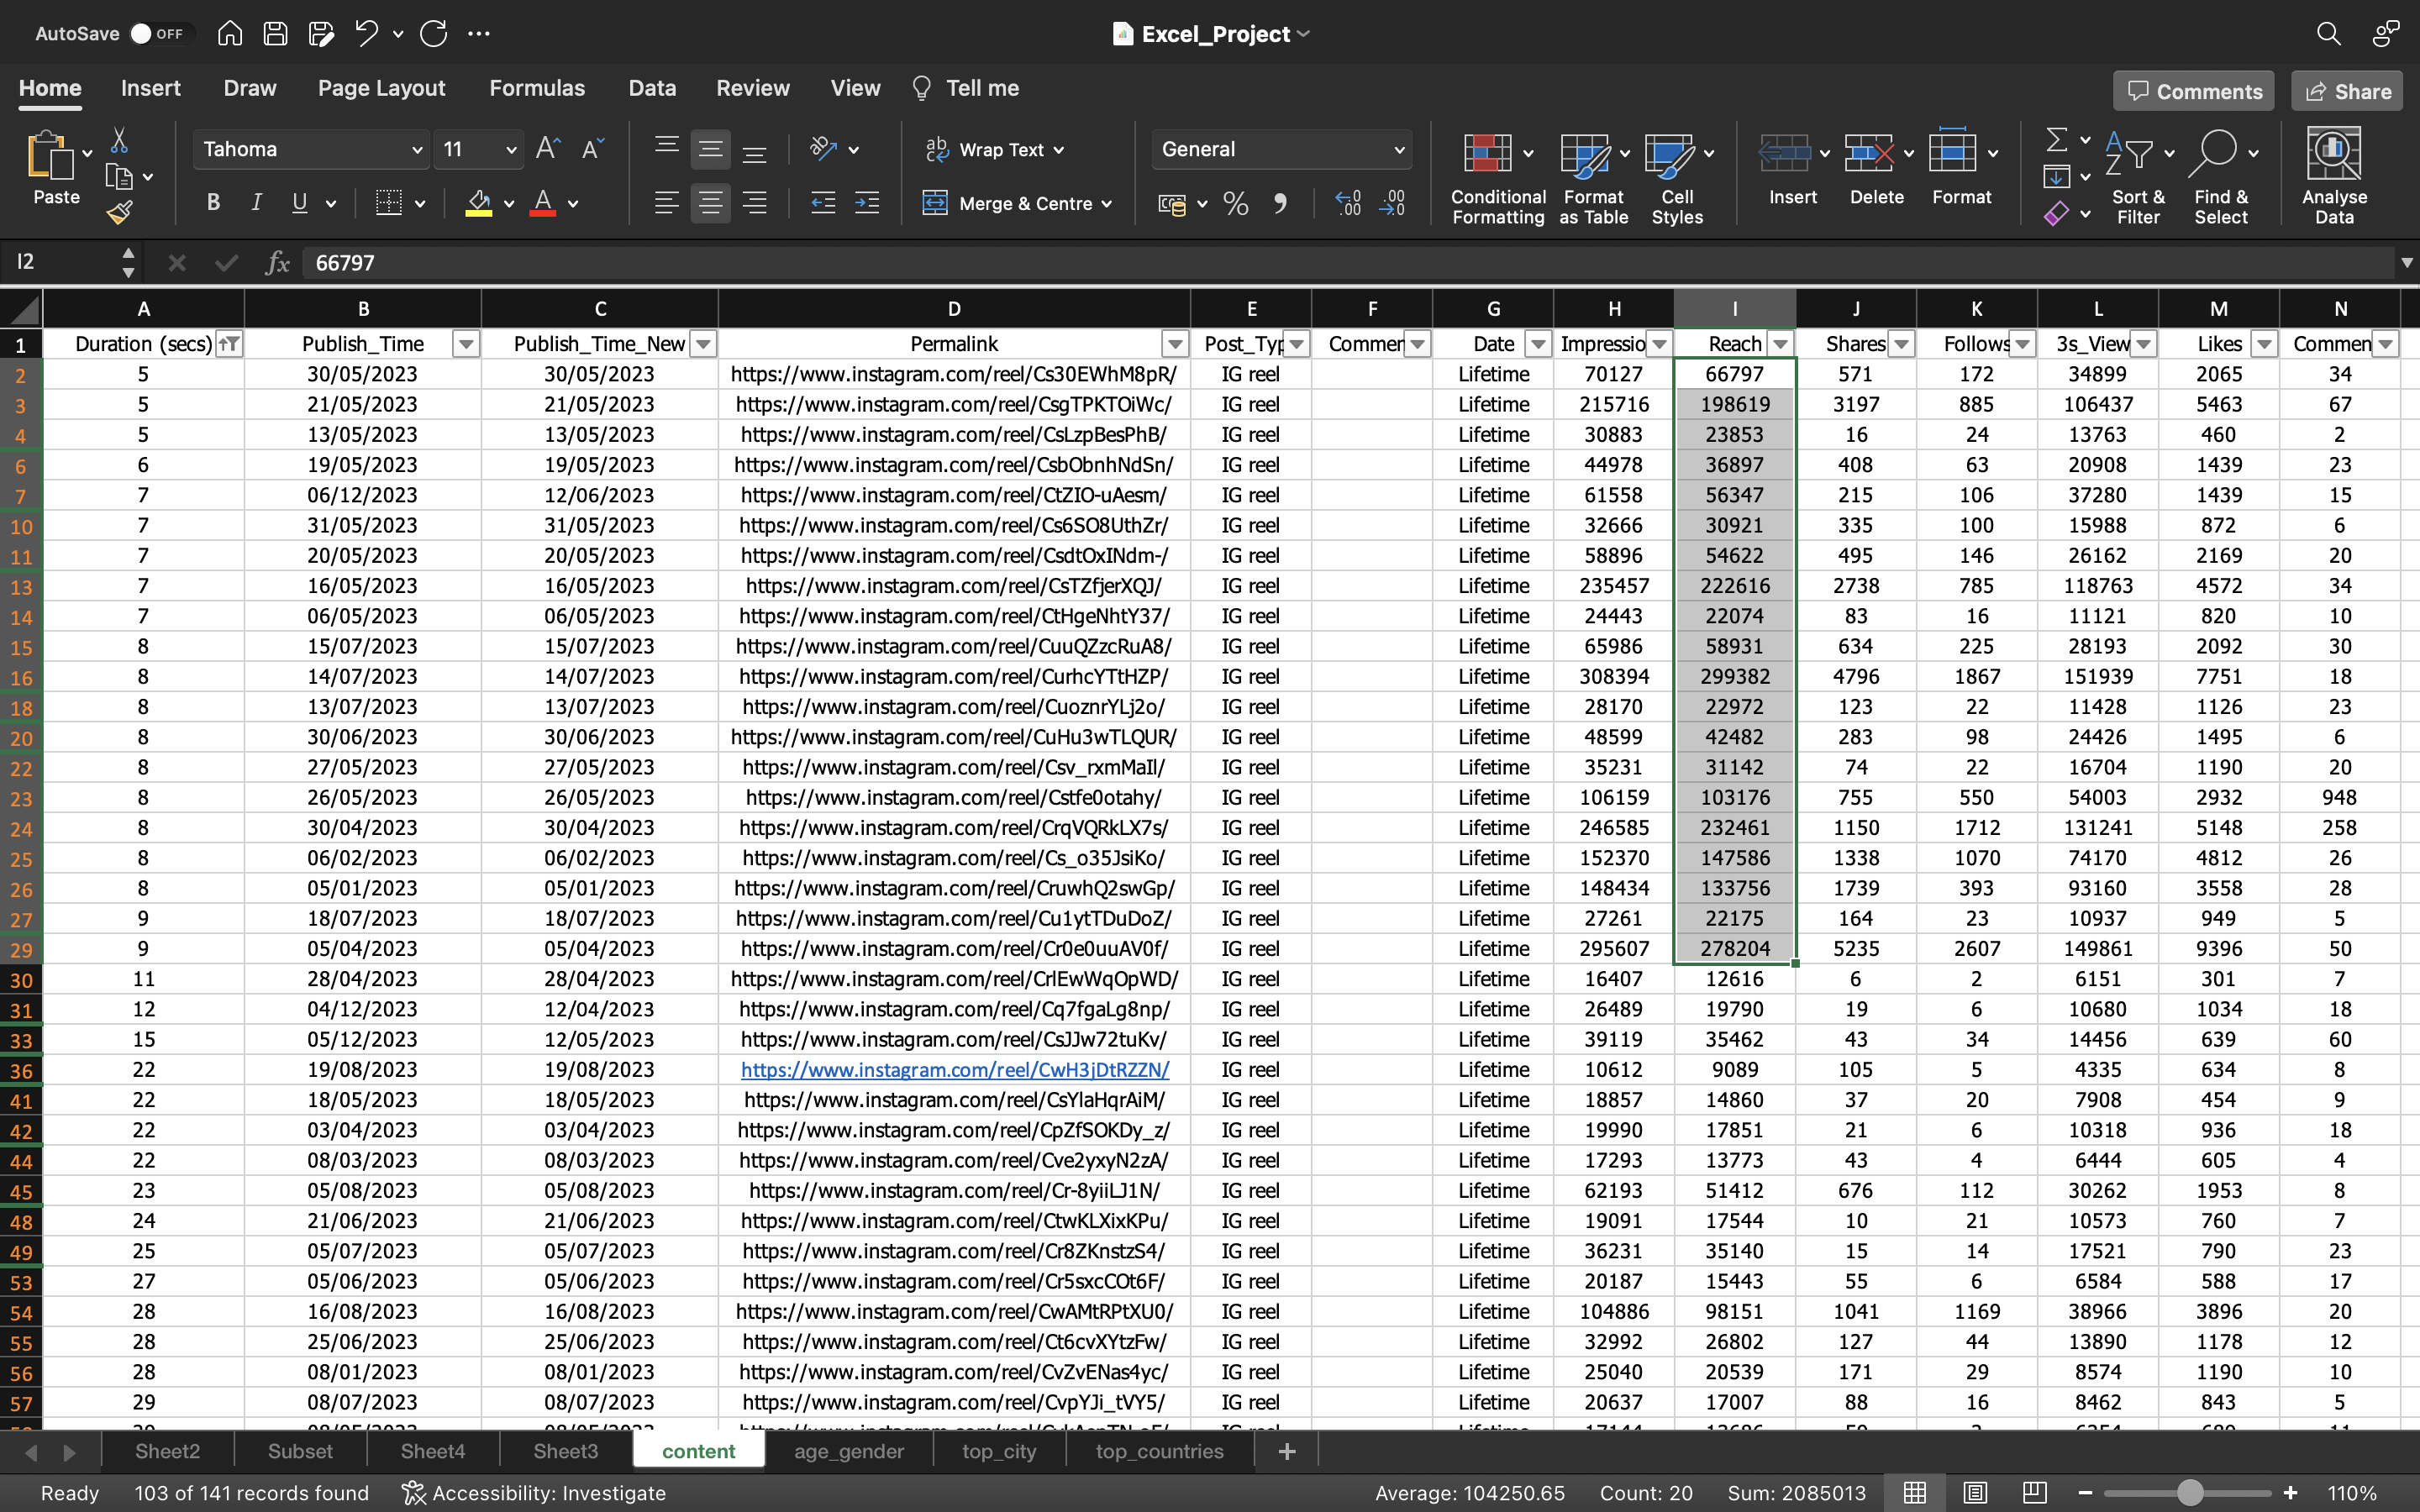 AutoSave OFF Excel_Project
Home Insert Draw Page Layout Formulas Data Review View Tell me Comments Share
Paste Tahoma 11 Wrap Text General Conditional Formatting Format as Table Cell Styles Insert Delete Format Sort & Filter Find & Select Analyse Data
B I U Merge & Centre
I2 fx 66797
A B C D E F G H I J K L M N
1 Duration (secs) Publish_Time Publish_Time_New Permalink Post_Typ Commer Date Impressio Reach Shares Follows 3s_View Likes Commen
2 5 30/05/2023 30/05/2023 https://www.instagram.com/reel/Cs30EWhM8pR/ IG reel Lifetime 70127 66797 571 172 34899 2065 34
3 5 21/05/2023 21/05/2023 https://www.instagram.com/reel/CsgTPKTOiWc/ IG reel Lifetime 215716 198619 3197 885 106437 5463 67
4 5 13/05/2023 13/05/2023 https://www.instagram.com/reel/CsLzpBesPhB/ IG reel Lifetime 30883 23853 16 24 13763 460 2
6 6 19/05/2023 19/05/2023 https://www.instagram.com/reel/CsbObnhNdSn/ IG reel Lifetime 44978 36897 408 63 20908 1439 23
7 7 06/12/2023 12/06/2023 https://www.instagram.com/reel/CtZIO-uAesm/ IG reel Lifetime 61558 56347 215 106 37280 1439 15
10 7 31/05/2023 31/05/2023 https://www.instagram.com/reel/Cs6SO8UthZr/ IG reel Lifetime 32666 30921 335 100 15988 872 6
11 7 20/05/2023 20/05/2023 https://www.instagram.com/reel/CsdtOxINdm-/ IG reel Lifetime 58896 54622 495 146 26162 2169 20
13 7 16/05/2023 16/05/2023 https://www.instagram.com/reel/CsTZfjerXQJ/ IG reel Lifetime 235457 222616 2738 785 118763 4572 34
14 7 06/05/2023 06/05/2023 https://www.instagram.com/reel/CtHgeNhtY37/ IG reel Lifetime 24443 22074 83 16 11121 820 10
15 8 15/07/2023 15/07/2023 https://www.instagram.com/reel/CuuQZzcRuA8/ IG reel Lifetime 65986 58931 634 225 28193 2092 30
16 8 14/07/2023 14/07/2023 https://www.instagram.com/reel/CurhcYTtHZP/ IG reel Lifetime 308394 299382 4796 1867 151939 7751 18
18 8 13/07/2023 13/07/2023 https://www.instagram.com/reel/CuoznrYLj2o/ IG reel Lifetime 28170 22972 123 22 11428 1126 23
20 8 30/06/2023 30/06/2023 https://www.instagram.com/reel/CuHu3wTLQUR/ IG reel Lifetime 48599 42482 283 98 24426 1495 6
22 8 27/05/2023 27/05/2023 https://www.instagram.com/reel/Csv_rxmMaIl/ IG reel Lifetime 35231 31142 74 22 16704 1190 20
23 8 26/05/2023 26/05/2023 https://www.instagram.com/reel/Cstfe0otahy/ IG reel Lifetime 106159 103176 755 550 54003 2932 948
24 8 30/04/2023 30/04/2023 https://www.instagram.com/reel/CrqVQRkLX7s/ IG reel Lifetime 246585 232461 1150 1712 131241 5148 258
25 8 06/02/2023 06/02/2023 https://www.instagram.com/reel/Cs_o35JsiKo/ IG reel Lifetime 152370 147586 1338 1070 74170 4812 26
26 8 05/01/2023 05/01/2023 https://www.instagram.com/reel/CruwhQ2swGp/ IG reel Lifetime 148434 133756 1739 393 93160 3558 28
27 9 18/07/2023 18/07/2023 https://www.instagram.com/reel/Cu1ytTDuDoZ/ IG reel Lifetime 27261 22175 164 23 10937 949 5
29 9 05/04/2023 05/04/2023 https://www.instagram.com/reel/Cr0e0uuAV0f/ IG reel Lifetime 295607 278204 5235 2607 149861 9396 50
30 11 28/04/2023 28/04/2023 https://www.instagram.com/reel/CrlEwWqOpWD/ IG reel Lifetime 16407 12616 6 2 6151 301 7
31 12 04/12/2023 12/04/2023 https://www.instagram.com/reel/Cq7fgaLg8np/ IG reel Lifetime 26489 19790 19 6 10680 1034 18
33 15 05/12/2023 12/05/2023 https://www.instagram.com/reel/CsJJw72tuKv/ IG reel Lifetime 39119 35462 43 34 14456 639 60
36 22 19/08/2023 19/08/2023 https://www.instagram.com/reel/CwH3jDtRZZN/ IG reel Lifetime 10612 9089 105 5 4335 634 8
41 22 18/05/2023 18/05/2023 https://www.instagram.com/reel/CsYlaHqrAiM/ IG reel Lifetime 18857 14860 37 20 7908 454 9
42 22 03/04/2023 03/04/2023 https://www.instagram.com/reel/CpZfSOKDy_z/ IG reel Lifetime 19990 17851 21 6 10318 936 18
44 22 08/03/2023 08/03/2023 https://www.instagram.com/reel/Cve2yxyN2zA/ IG reel Lifetime 17293 13773 43 4 6444 605 4
45 23 05/08/2023 05/08/2023 https://www.instagram.com/reel/Cr-8yiiLJ1N/ IG reel Lifetime 62193 51412 676 112 30262 1953 8
48 24 21/06/2023 21/06/2023 https://www.instagram.com/reel/CtwKLXixKPu/ IG reel Lifetime 19091 17544 10 21 10573 760 7
49 25 05/07/2023 05/07/2023 https://www.instagram.com/reel/Cr8ZKnstzS4/ IG reel Lifetime 36231 35140 15 14 17521 790 23
53 27 05/06/2023 05/06/2023 https://www.instagram.com/reel/Cr5sxcCOt6F/ IG reel Lifetime 20187 15443 55 6 6584 588 17
54 28 16/08/2023 16/08/2023 https://www.instagram.com/reel/CwAMtRPtXU0/ IG reel Lifetime 104886 98151 1041 1169 38966 3896 20
55 28 25/06/2023 25/06/2023 https://www.instagram.com/reel/Ct6cvXYtzFw/ IG reel Lifetime 32992 26802 127 44 13890 1178 12
56 28 08/01/2023 08/01/2023 https://www.instagram.com/reel/CvZvENas4yc/ IG reel Lifetime 25040 20539 171 29 8574 1190 10
57 29 08/07/2023 08/07/2023 https://www.instagram.com/reel/CvpYJi_tVY5/ IG reel Lifetime 20637 17007 88 16 8462 843 5
Sheet2 Subset Sheet4 Sheet3 content age_gender top_city top_countries +
Ready 103 of 141 records found Accessibility: Investigate Average: 104250.65 Count: 20 Sum: 2085013 110%